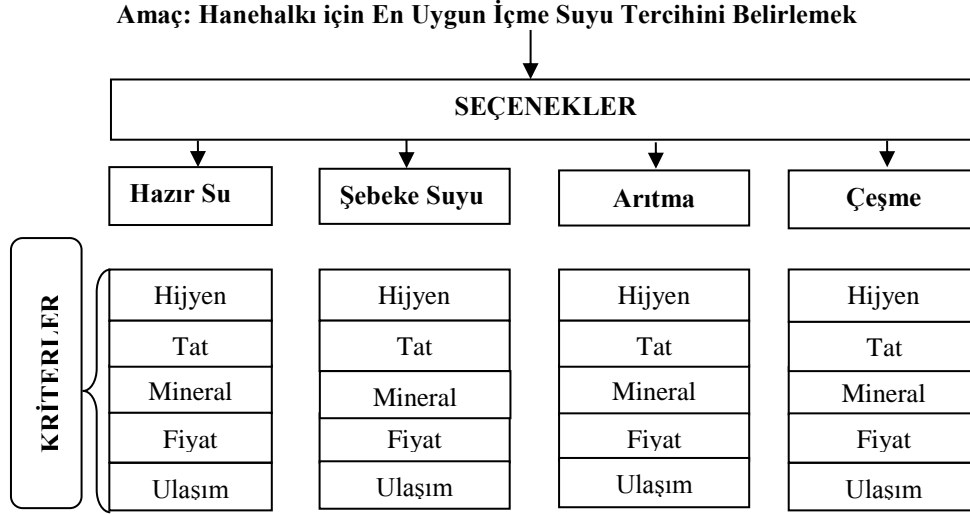 Amaç: Hanehalkı için En Uygun İçme Suyu Tercihini Belirlemek
SEÇENEKLER
Hazır Su
Şebeke Suyu
Arıtma
Çeşme
KRİTERLER
Hijyen
Tat
Mineral
Fiyat
Ulaşım
Hijyen
Tat
Mineral
Fiyat
Ulaşım
Hijyen
Tat
Mineral
Fiyat
Ulaşım
Hijyen
Tat
Mineral
Fiyat
Ulaşım